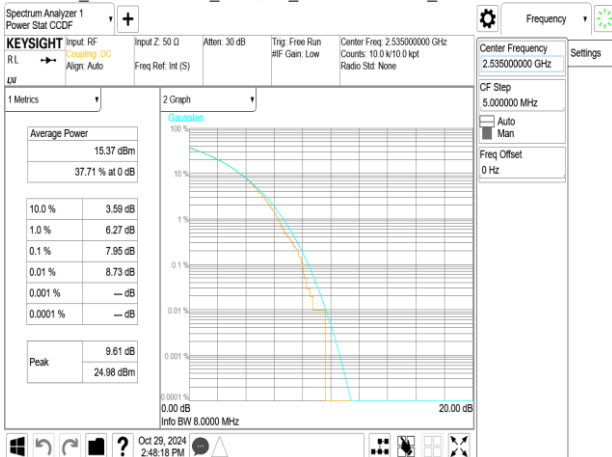 Spectrum Analyzer 1
Power Stat CCDF
+
Frequency
KEYSIGHT
RL
LXI
Input: RF
Coupling: DC
Align: Auto
Input Z: 50 Ω
Freq Ref: Int (S)
Atten: 30 dB
Trig: Free Run
#IF Gain: Low
Center Freq: 2.535000000 GHz
Counts: 10.0 k/10.0 kpt
Radio Std: None
Center Frequency
2.535000000 GHz
Settings
CF Step
5.000000 MHz
Auto
Man
Freq Offset
0 Hz
1 Metrics
Average Power
15.37 dBm
37.71 % at 0 dB
10.0 % 3.59 dB
1.0 % 6.27 dB
0.1 % 7.95 dB
0.01 % 8.73 dB
0.001 % --- dB
0.0001 % --- dB
Peak
9.61 dB
24.98 dBm
2 Graph
Gaussian
100 %
10 %
1 %
0.1 %
0.01 %
0.001 %
0.0001 %
0.00 dB
20.00 dB
Info BW 8.0000 MHz
?
Oct 29, 2024
2:48:18 PM